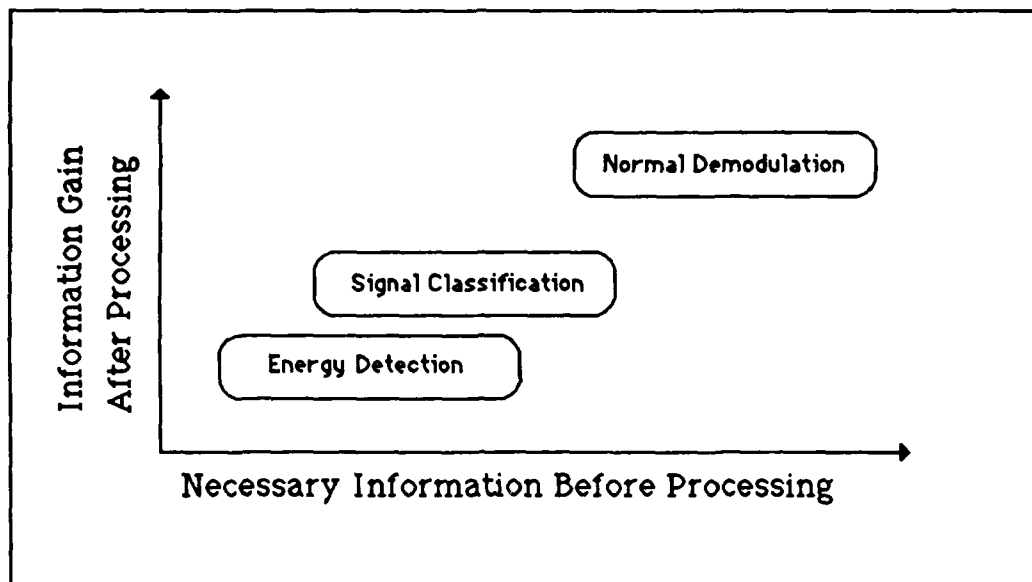 Information Gain
After Processing
Normal Demodulation
Signal Classification
Energy Detection
Necessary Information Before Processing